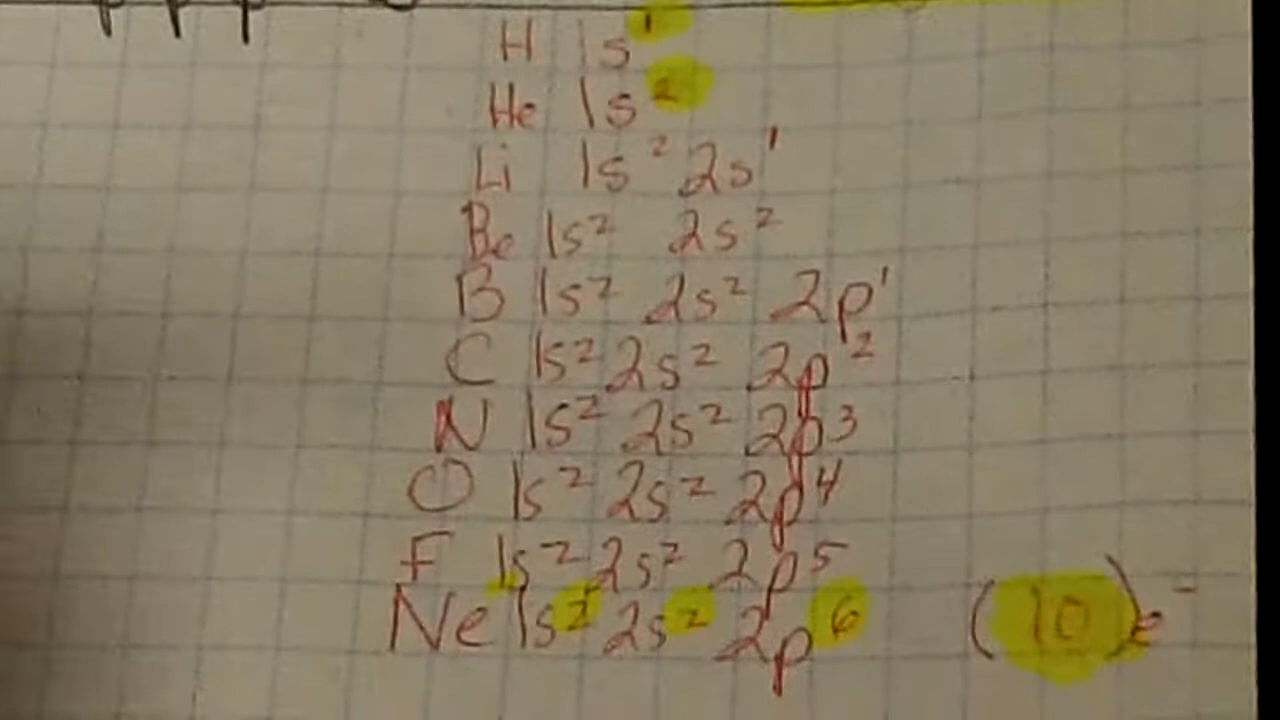 H 1s¹
He 1s²
Li 1s² 2s¹
Be 1s² 2s²
B 1s² 2s² 2p¹
C 1s² 2s² 2p²
N 1s² 2s² 2p³
O 1s² 2s² 2p⁴
F 1s² 2s² 2p⁵
Ne 1s² 2s² 2p⁶ (10) e⁻